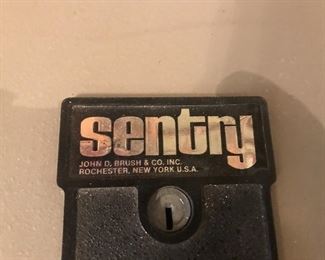 sentry
JOHN D. BRUSH & CO. INC.
ROCHESTER, NEW YORK U.S.A.